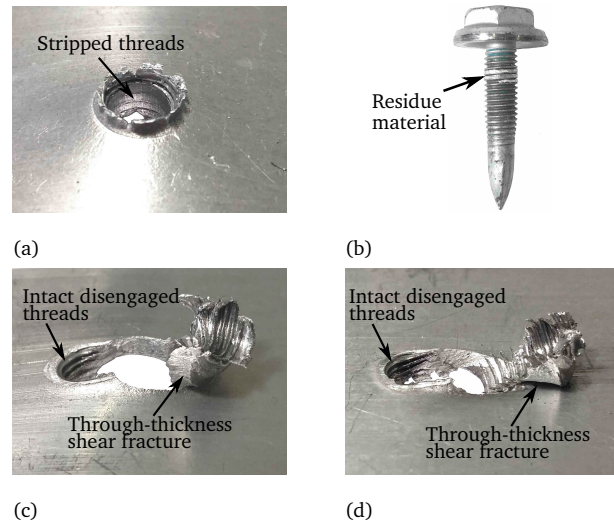 Stripped threads
Residue
material
(a)
(b)
Intact disengaged
threads
Through-thickness
shear fracture
Intact disengaged
threads
Through-thickness
shear fracture
(c)
(d)